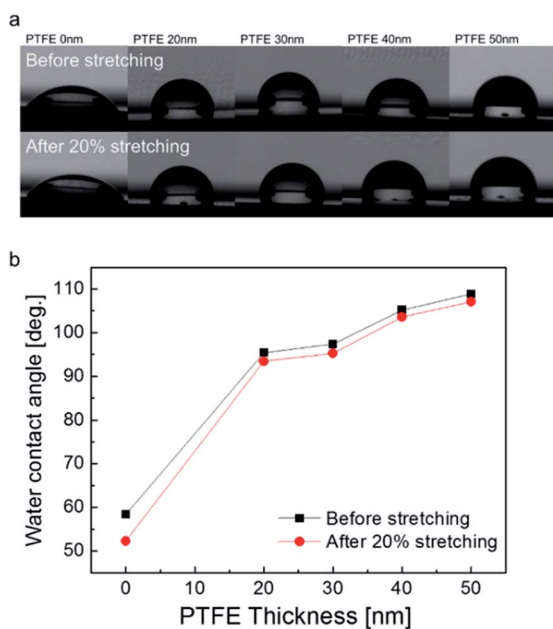 a
PTFE 0nm PTFE 20nm PTFE 30nm PTFE 40nm PTFE 50nm
Before stretching
After 20% stretching
b
Water contact angle [deg.]
110
100
90
80
70
60
50
Before stretching
After 20% stretching
0 10 20 30 40 50
PTFE Thickness [nm]